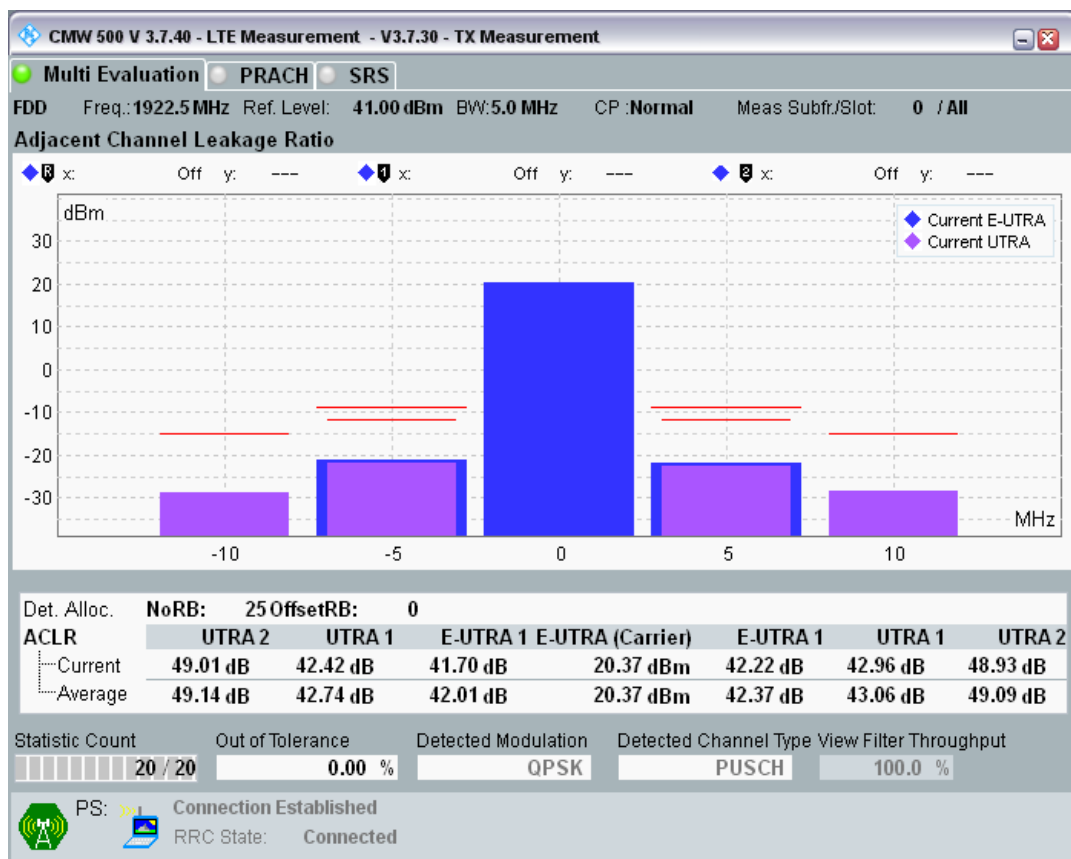 CMW 500 V 3.7.40 - LTE Measurement - V3.7.30 - TX Measurement
Multi Evaluation PRACH SRS
FDD Freq.: 1922.5 MHz Ref. Level: 41.00 dBm BW: 5.0 MHz CP :Normal Meas Subfr./Slot: 0 / All
Adjacent Channel Leakage Ratio
R x: Off y: --- 1 x: Off y: --- 2 x: Off y: ---
dBm
Current E-UTRA
Current UTRA
30
20
10
0
-10
-20
-30
MHz
-10 -5 0 5 10
Det. Alloc. NoRB: 25 OffsetRB: 0
ACLR UTRA 2 UTRA 1 E-UTRA 1 E-UTRA (Carrier) E-UTRA 1 UTRA 1 UTRA 2
Current 49.01 dB 42.42 dB 41.70 dB 20.37 dBm 42.22 dB 42.96 dB 48.93 dB
Average 49.14 dB 42.74 dB 42.01 dB 20.37 dBm 42.37 dB 43.06 dB 49.09 dB
Statistic Count Out of Tolerance Detected Modulation Detected Channel Type View Filter Throughput
20 / 20 0.00 % QPSK PUSCH 100.0 %
PS: Connection Established
RRC State: Connected